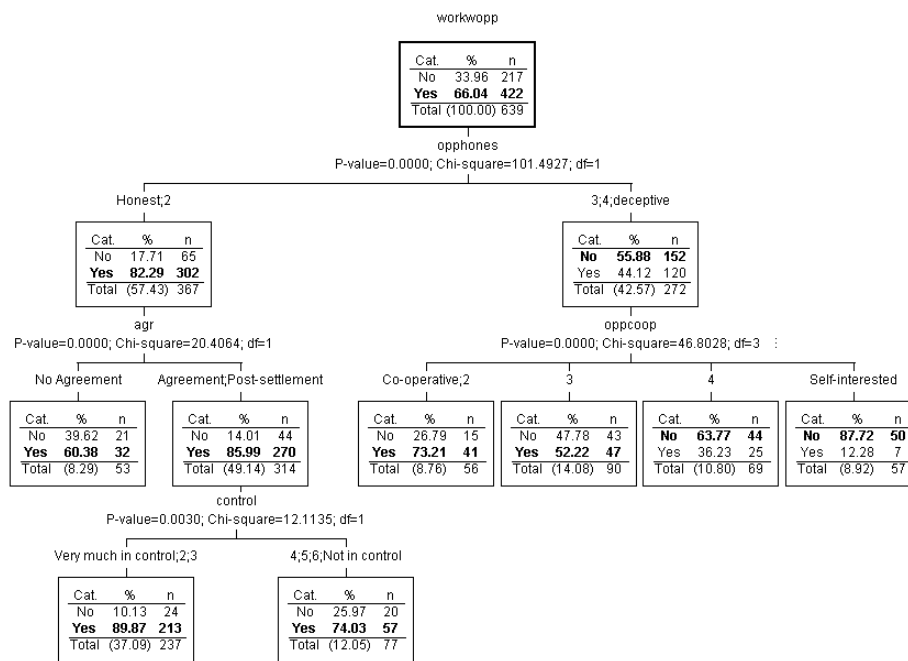 workwopp
Cat. % n
No 33.96 217
Yes 66.04 422
Total (100.00) 639
opphones
P-value=0.0000; Chi-square=101.4927; df=1
Honest;2
3;4;deceptive
Cat. % n
No 17.71 65
Yes 82.29 302
Total (57.43) 367
Cat. % n
No 55.88 152
Yes 44.12 120
Total (42.57) 272
agr
P-value=0.0000; Chi-square=20.4064; df=1
oppcoop
P-value=0.0000; Chi-square=46.8028; df=3
No Agreement
Agreement;Post-settlement
Co-operative;2
3
4
Self-interested
Cat. % n
No 39.62 21
Yes 60.38 32
Total (8.29) 53
Cat. % n
No 14.01 44
Yes 85.99 270
Total (49.14) 314
Cat. % n
No 26.79 15
Yes 73.21 41
Total (8.76) 56
Cat. % n
No 47.78 43
Yes 52.22 47
Total (14.08) 90
Cat. % n
No 63.77 44
Yes 36.23 25
Total (10.80) 69
Cat. % n
No 87.72 50
Yes 12.28 7
Total (8.92) 57
control
P-value=0.0030; Chi-square=12.1135; df=1
Very much in control;2;3
4;5;6;Not in control
Cat. % n
No 10.13 24
Yes 89.87 213
Total (37.09) 237
Cat. % n
No 25.97 20
Yes 74.03 57
Total (12.05) 77